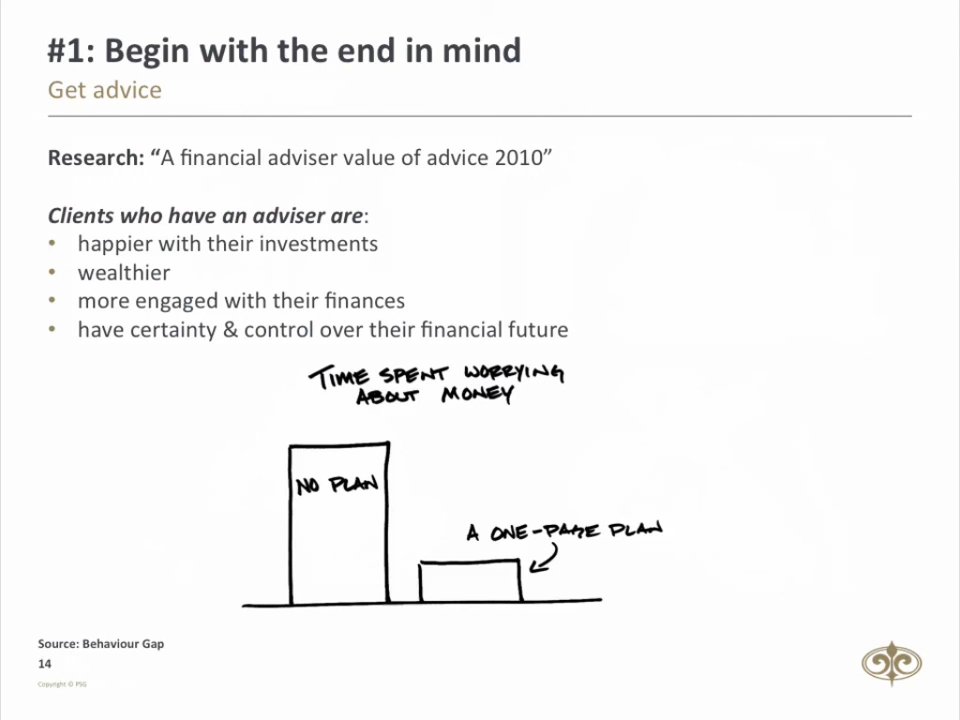 #1: Begin with the end in mind
Get advice
Research: “A financial adviser value of advice 2010”
Clients who have an adviser are:
• happier with their investments
• wealthier
• more engaged with their finances
• have certainty & control over their financial future
TIME SPENT WORRYING
ABOUT MONEY
NO PLAN
A ONE-PAGE PLAN
Source: Behaviour Gap
14
Copyright © PSG